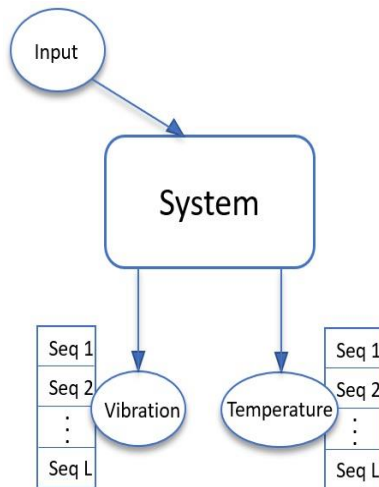 Input
System
Seq 1
Seq 2
⋮
Seq L
Vibration
Temperature
Seq 1
Seq 2
⋮
Seq L